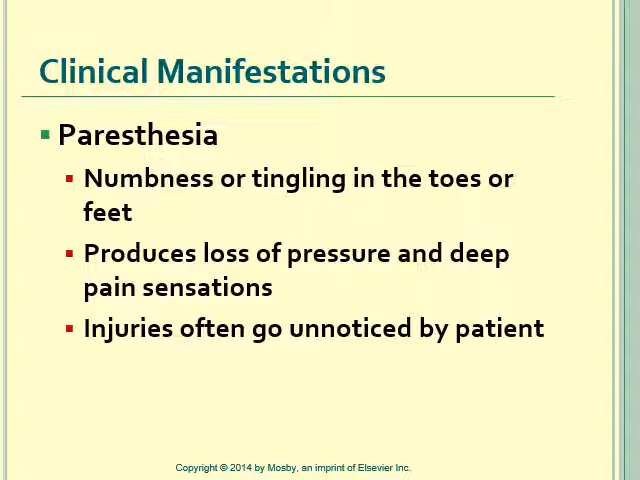 Clinical Manifestations
Paresthesia
Numbness or tingling in the toes or
feet
Produces loss of pressure and deep
pain sensations
Injuries often go unnoticed by patient
Copyright © 2014 by Mosby, an imprint of Elsevier Inc.